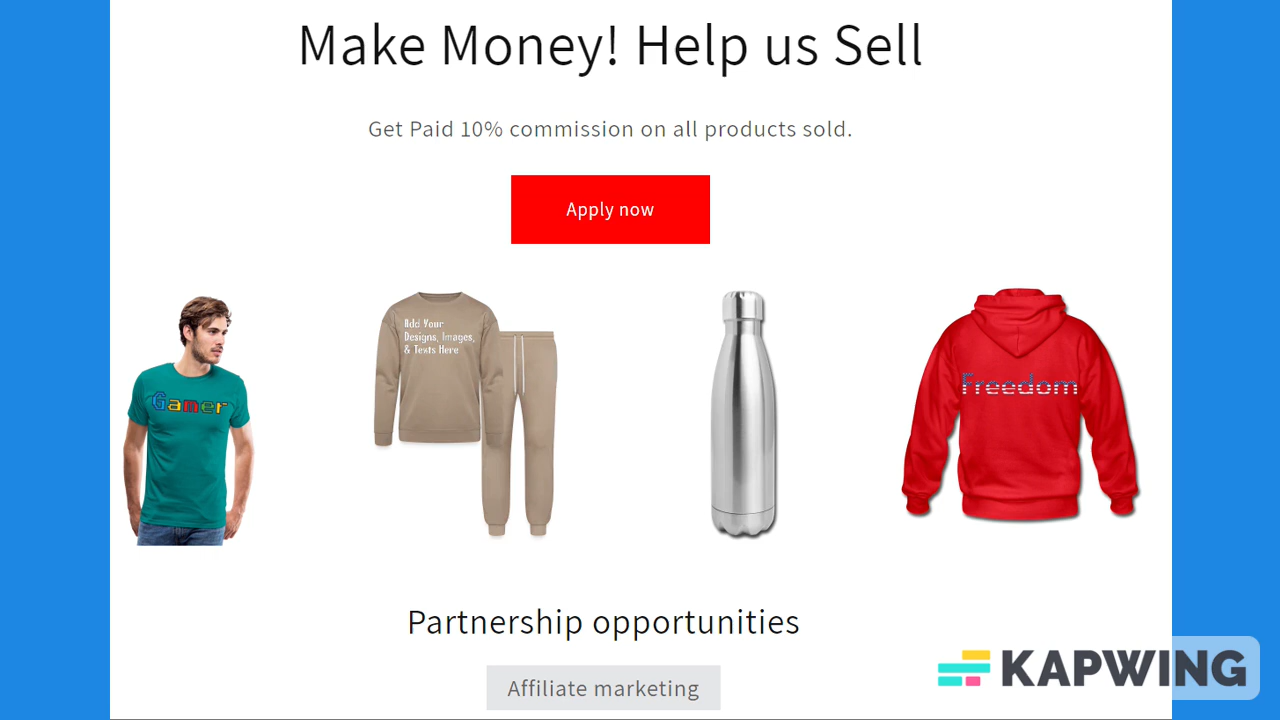 Make Money! Help us Sell
Get Paid 10% commission on all products sold.
Apply now
Gamer
Add Your
Designs, Images,
& Texts Here
Freedom
Partnership opportunities
Affiliate marketing
KAPWING